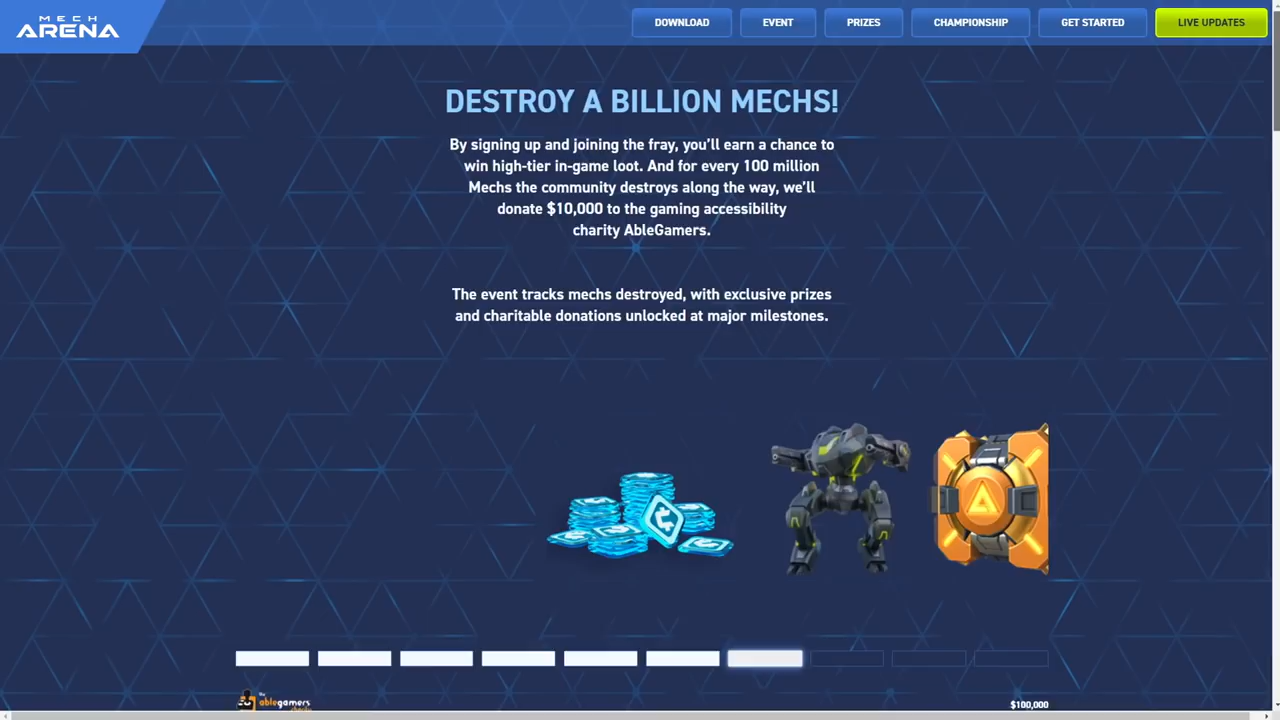 MECH
ARENA
DOWNLOAD
EVENT
PRIZES
CHAMPIONSHIP
GET STARTED
LIVE UPDATES
DESTROY A BILLION MECHS!
By signing up and joining the fray, you'll earn a chance to
win high-tier in-game loot. And for every 100 million
Mechs the community destroys along the way, we'll
donate $10,000 to the gaming accessibility
charity AbleGamers.
The event tracks mechs destroyed, with exclusive prizes
and charitable donations unlocked at major milestones.
the
ablegamers
charity
$100,000